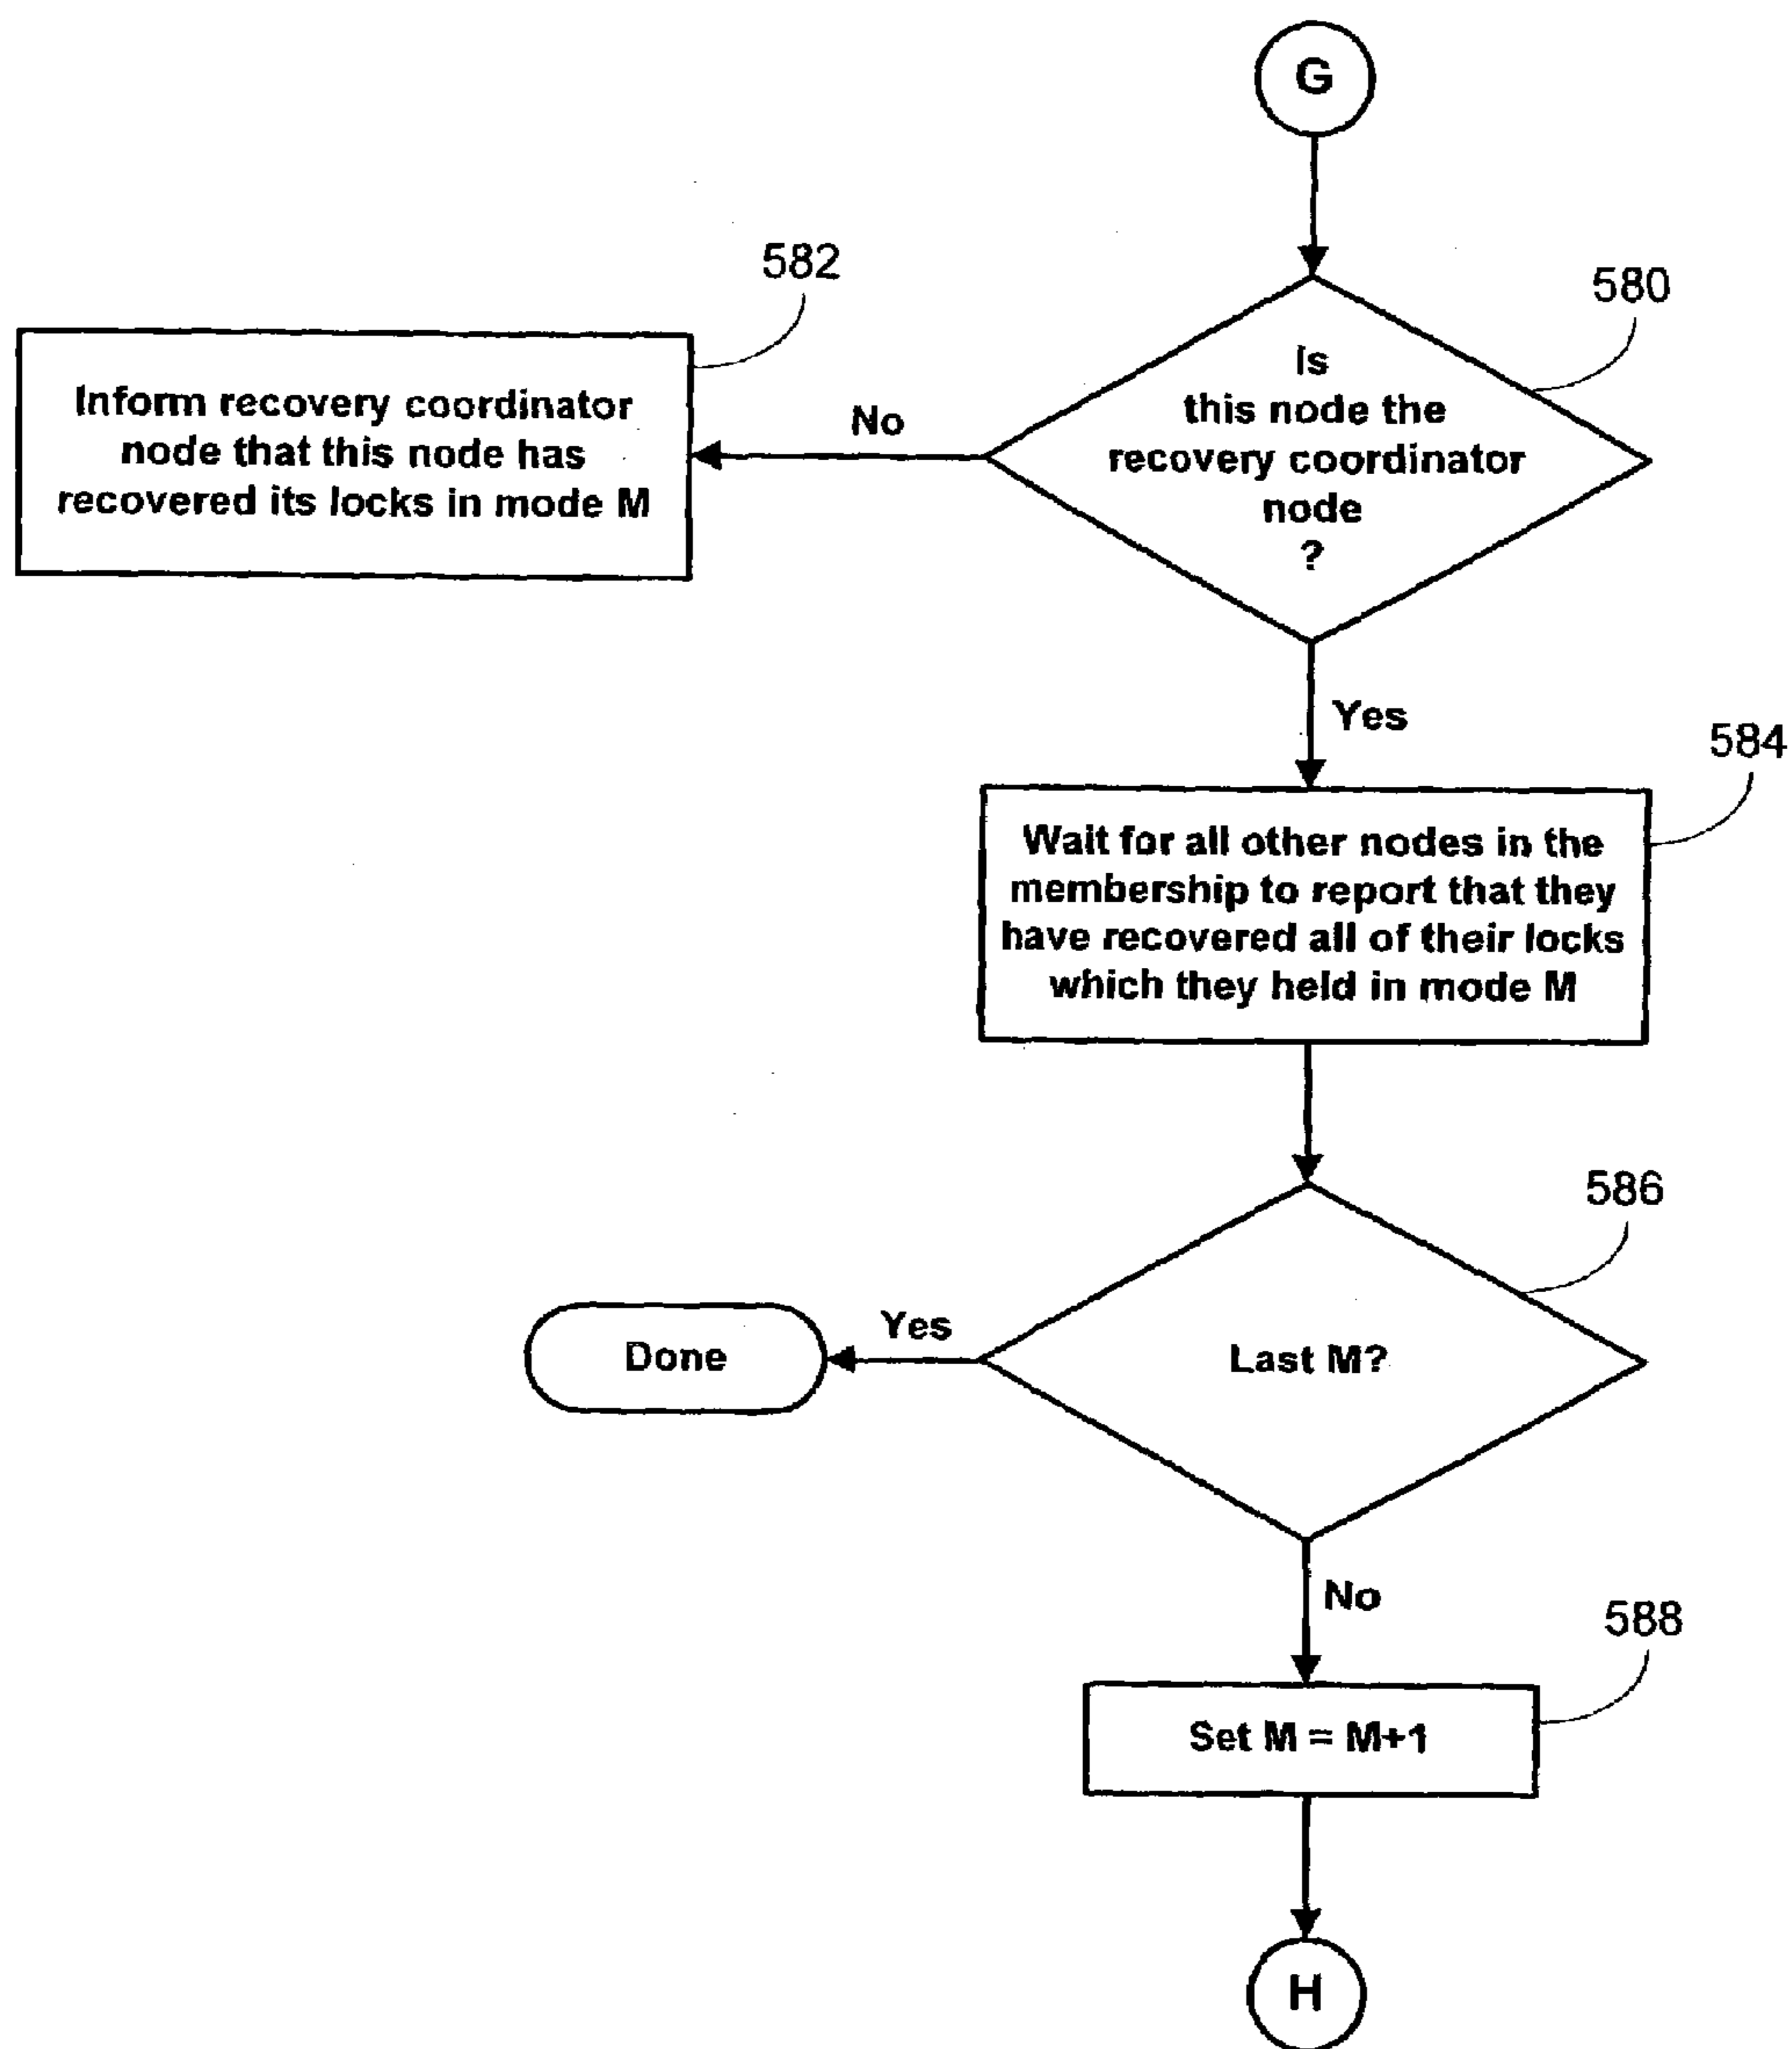 G
580
Is
this node the
recovery coordinator
node
?
No
582
Inform recovery coordinator
node that this node has
recovered its locks in mode M
Yes
584
Wait for all other nodes in the
membership to report that they
have recovered all of their locks
which they held in mode M
586
Last M?
Yes
Done
No
588
Set M = M+1
H